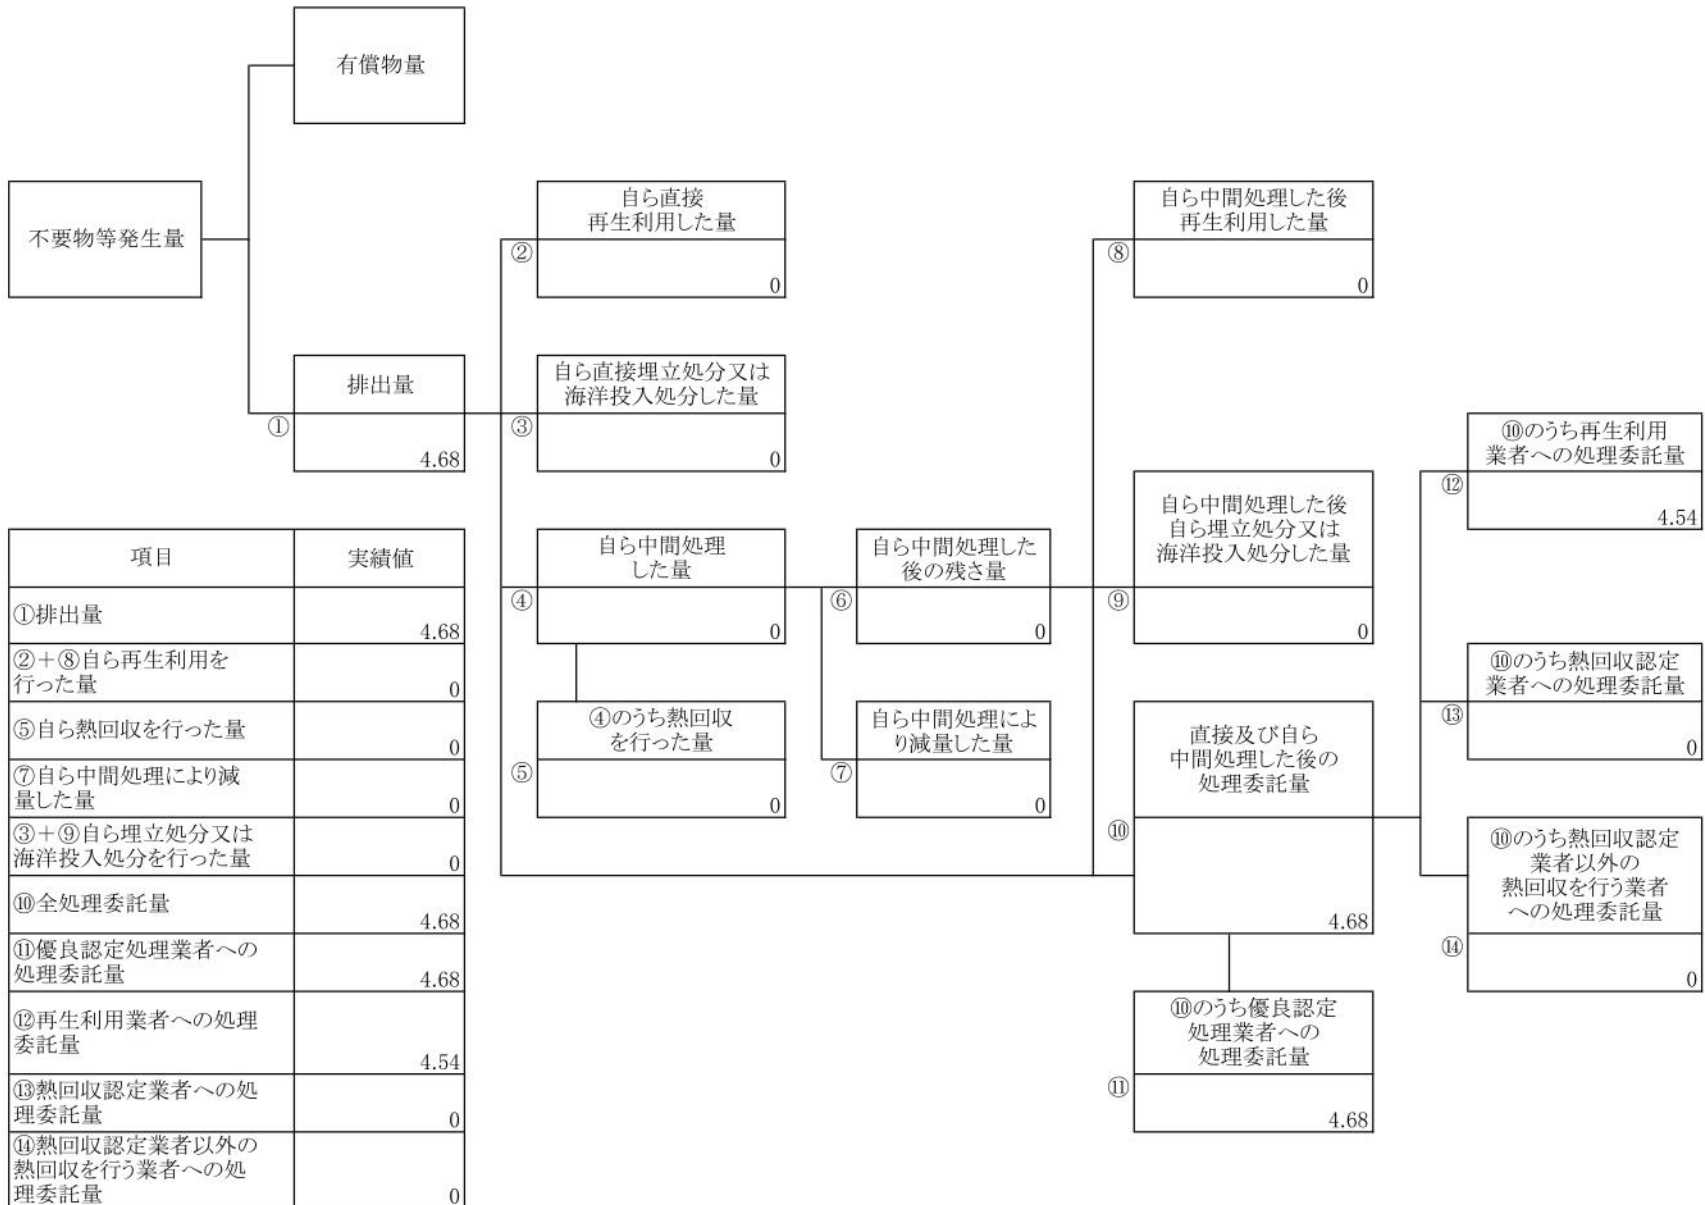 有償物量
不要物等発生量
自ら直接
再生利用した量
②
0
自ら中間処理した後
再生利用した量
⑧
0
排出量
①
4.68
自ら直接埋立処分又は
海洋投入処分した量
③
0
⑩のうち再生利用
業者への処理委託量
⑫
4.54
自ら中間処理
した量
④
0
自ら中間処理した
後の残さ量
⑥
0
自ら中間処理した後
自ら埋立処分又は
海洋投入処分した量
⑨
0
⑩のうち熱回収認定
業者への処理委託量
⑬
0
④のうち熱回収
を行った量
⑤
0
自ら中間処理によ
り減量した量
⑦
0
直接及び自ら
中間処理した後の
処理委託量
⑩
4.68
⑩のうち熱回収認定
業者以外の
熱回収を行う業者
への処理委託量
⑭
0
⑩のうち優良認定
処理業者への
処理委託量
⑪
4.68
項目 実績値
①排出量
4.68
②+⑧自ら再生利用を
行った量
0
⑤自ら熱回収を行った量
0
⑦自ら中間処理により減
量した量
0
③+⑨自ら埋立処分又は
海洋投入処分を行った量
0
⑩全処理委託量
4.68
⑪優良認定処理業者への
処理委託量
4.68
⑫再生利用業者への処理
委託量
4.54
⑬熱回収認定業者への処
理委託量
0
⑭熱回収認定業者以外の
熱回収を行う業者への処
理委託量
0